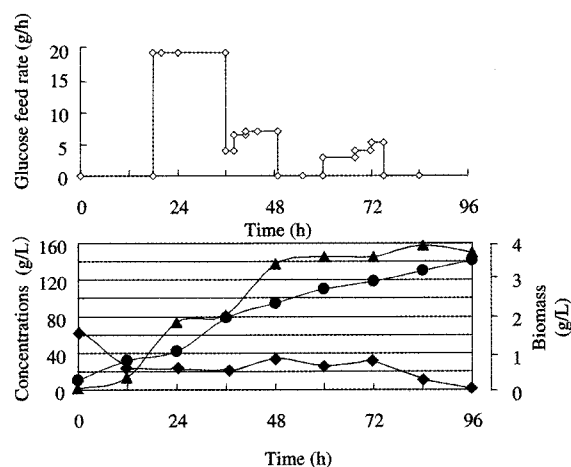 Glucose feed rate (g/h)
20
15
10
5
0
0 24 48 72 96
Time (h)
Concentrations (g/L)
160
120
80
40
0
4
3
2
1
0
Biomass
g/L)
0 24 48 72 96
Time (h)